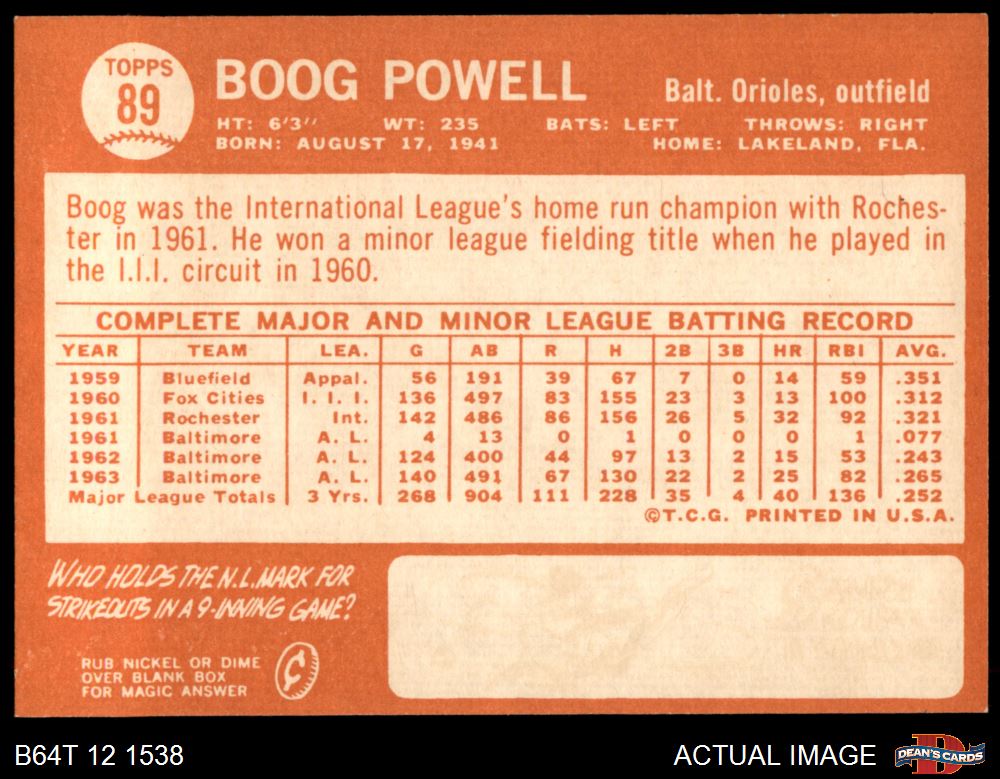 TOPPS
89
BOOG POWELL
Balt. Orioles, outfield
HT: 6'3" WT: 235 BATS: LEFT THROWS: RIGHT
BORN: AUGUST 17, 1941 HOME: LAKELAND, FLA.
Boog was the International League's home run champion with Roches-
ter in 1961. He won a minor league fielding title when he played in
the I.I.I. circuit in 1960.
COMPLETE MAJOR AND MINOR LEAGUE BATTING RECORD
YEAR TEAM LEA. G AB R H 2B 3B HR RBI AVG.
1959 Bluefield Appal. 56 191 39 67 7 0 14 59 .351
1960 Fox Cities I. I. I. 136 497 83 155 23 3 13 100 .312
1961 Rochester Int. 142 486 86 156 26 5 32 92 .321
1961 Baltimore A. L. 4 13 0 1 0 0 0 1 .077
1962 Baltimore A. L. 124 400 44 97 13 2 15 53 .243
1963 Baltimore A. L. 140 491 67 130 22 2 25 82 .265
Major League Totals 3 Yrs. 268 904 111 228 35 4 40 136 .252
©T.C.G. PRINTED IN U.S.A.
WHO HOLDS THE N.L. MARK FOR
STRIKEOUTS IN A 9-INNING GAME?
RUB NICKEL OR DIME
OVER BLANK BOX
FOR MAGIC ANSWER
¢
B64T 12 1538 ACTUAL IMAGE DEAN'S CARDS